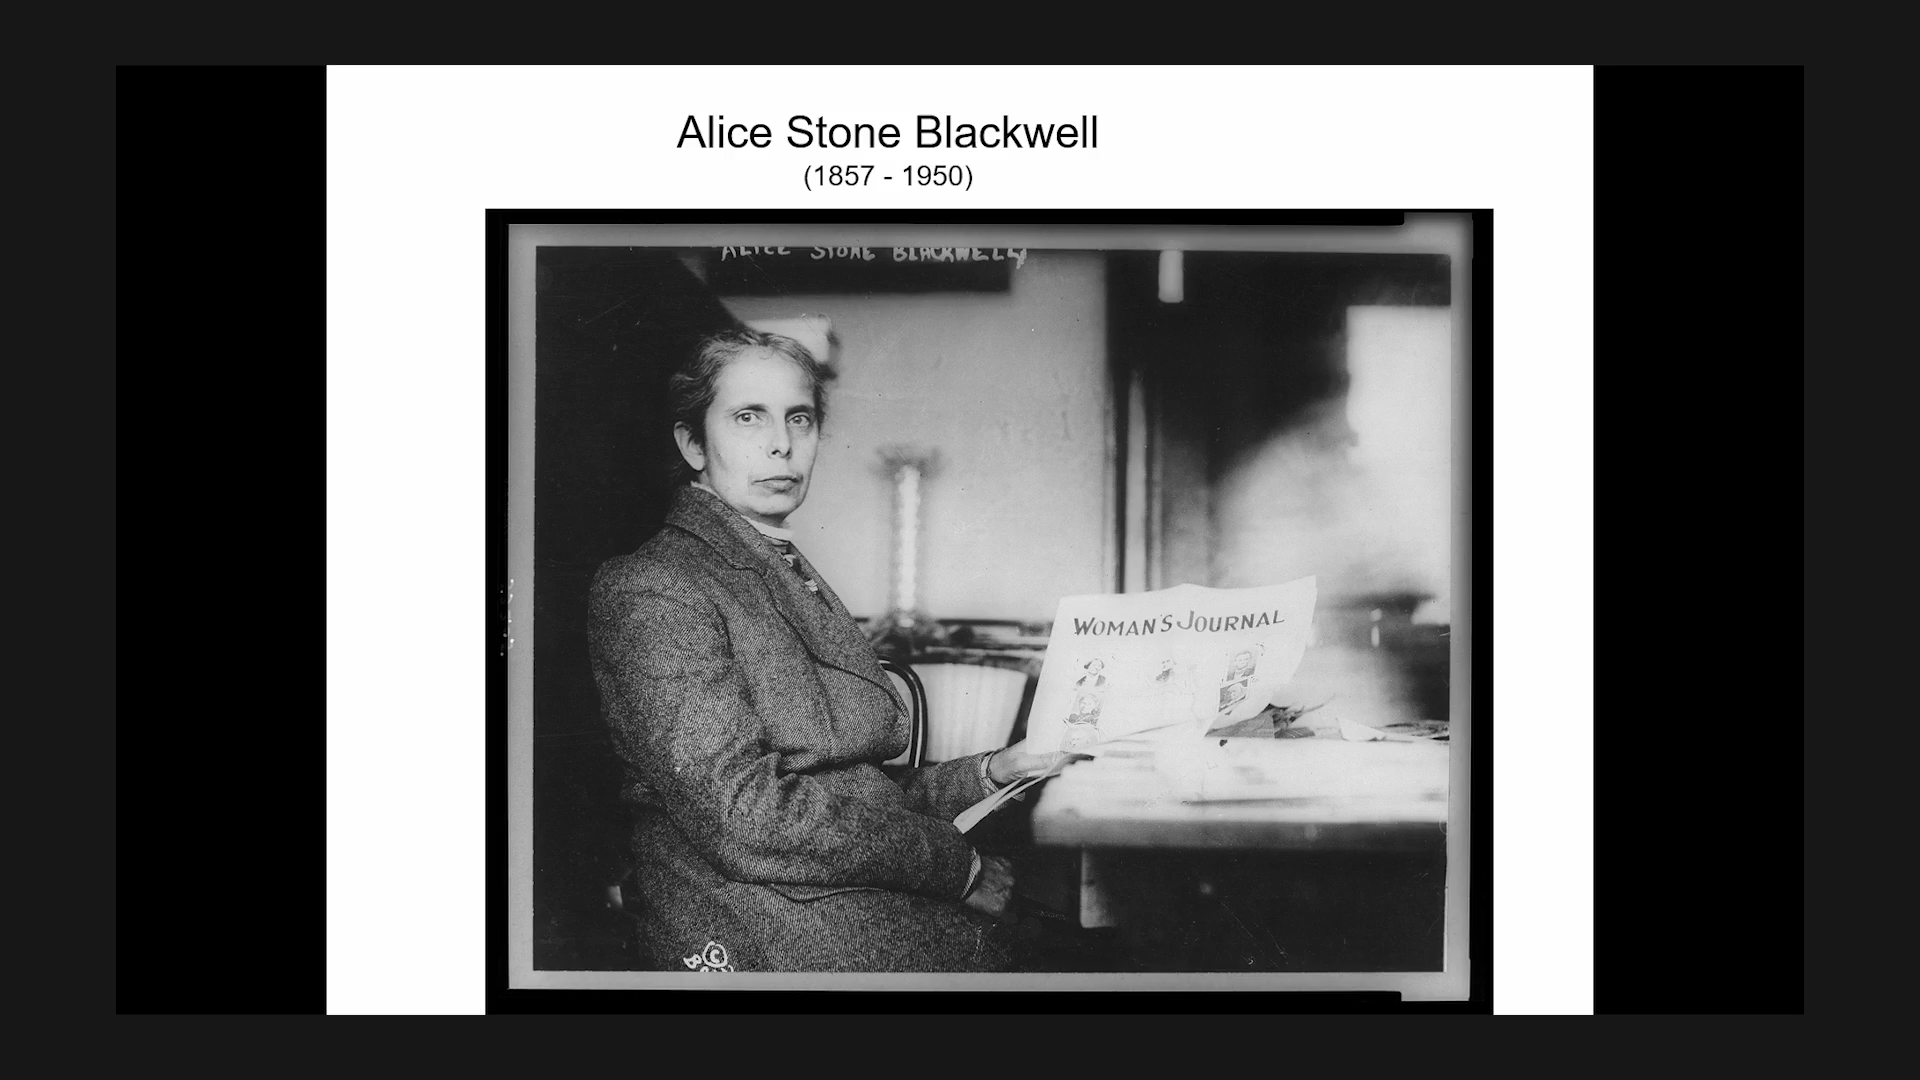 Alice Stone Blackwell
(1857 - 1950)
ALICE STONE BLACKWELL
WOMAN'S JOURNAL
©